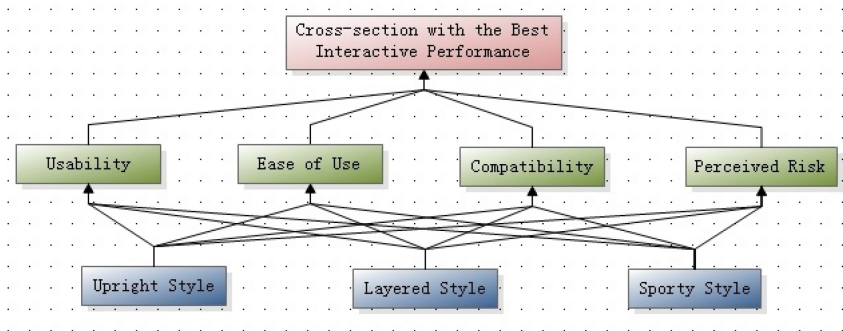 Cross-section with the Best
Interactive Performance
Usability
Ease of Use
Compatibility
Perceived Risk
Upright Style
Layered Style
Sporty Style